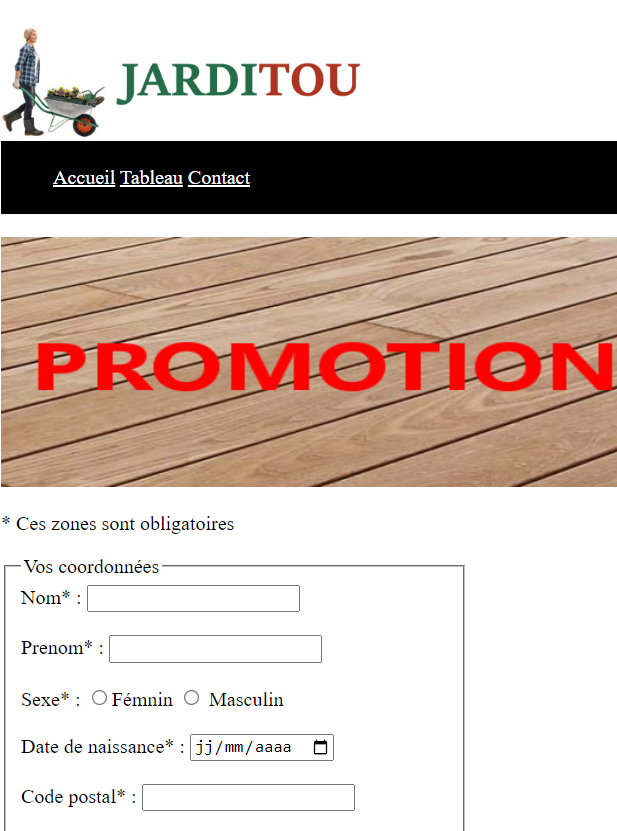 JARDITOU
Accueil Tableau Contact
PROMOTION
* Ces zones sont obligatoires
Vos coordonnées
Nom* :
Prenom* :
Sexe* : Fémnin Masculin
Date de naissance* : jj/mm/aaaa
Code postal* :